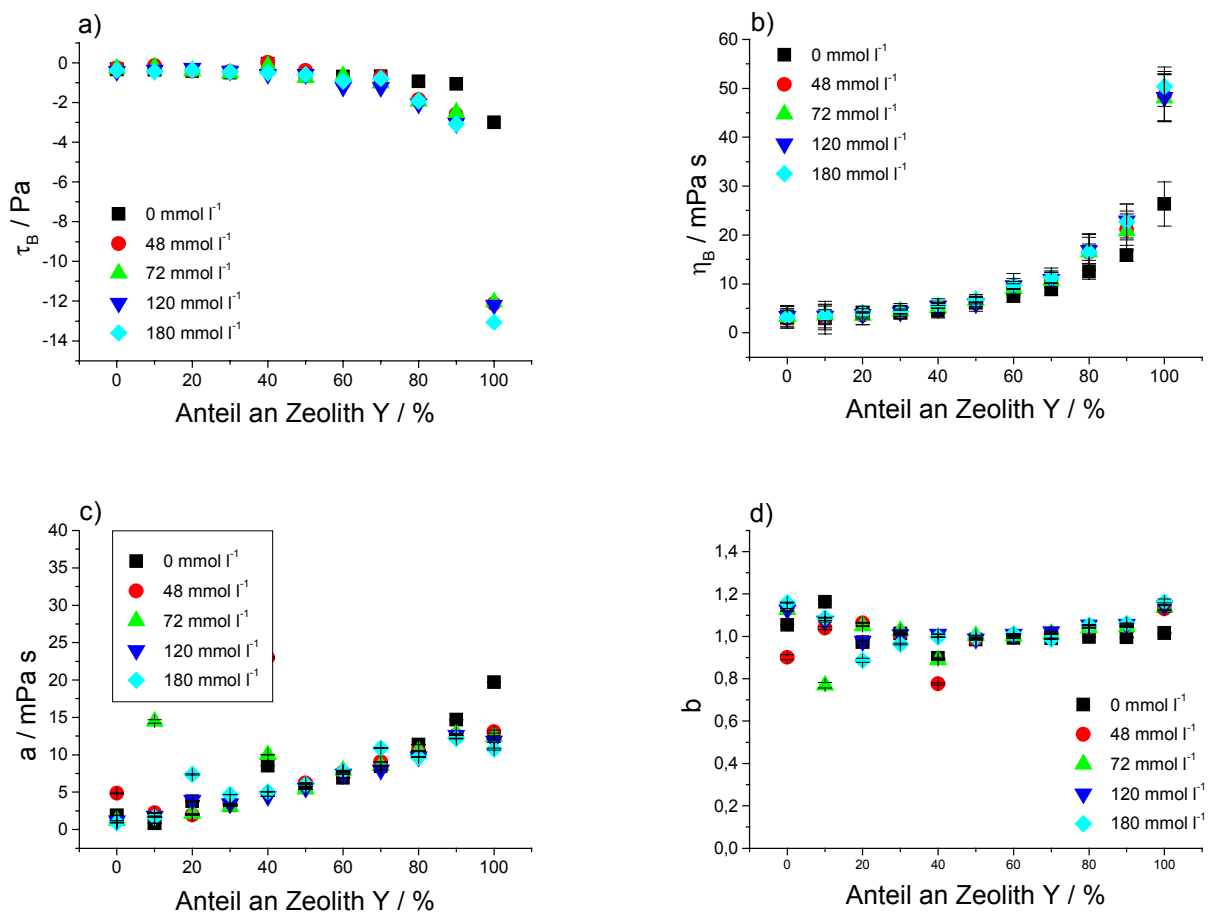 a)
0
-2
-4
-6
-8
-10
-12
-14
τB / Pa
0 mmol l-1
48 mmol l-1
72 mmol l-1
120 mmol l-1
180 mmol l-1
0 20 40 60 80 100
Anteil an Zeolith Y / %
b)
60
50
40
30
20
10
0
ηB / mPa s
0 mmol l-1
48 mmol l-1
72 mmol l-1
120 mmol l-1
180 mmol l-1
0 20 40 60 80 100
Anteil an Zeolith Y / %
c)
40
35
30
25
20
15
10
5
0
a / mPa s
0 mmol l-1
48 mmol l-1
72 mmol l-1
120 mmol l-1
180 mmol l-1
0 20 40 60 80 100
Anteil an Zeolith Y / %
d)
1,4
1,2
1,0
0,8
0,6
0,4
0,2
0,0
b
0 mmol l-1
48 mmol l-1
72 mmol l-1
120 mmol l-1
180 mmol l-1
0 20 40 60 80 100
Anteil an Zeolith Y / %